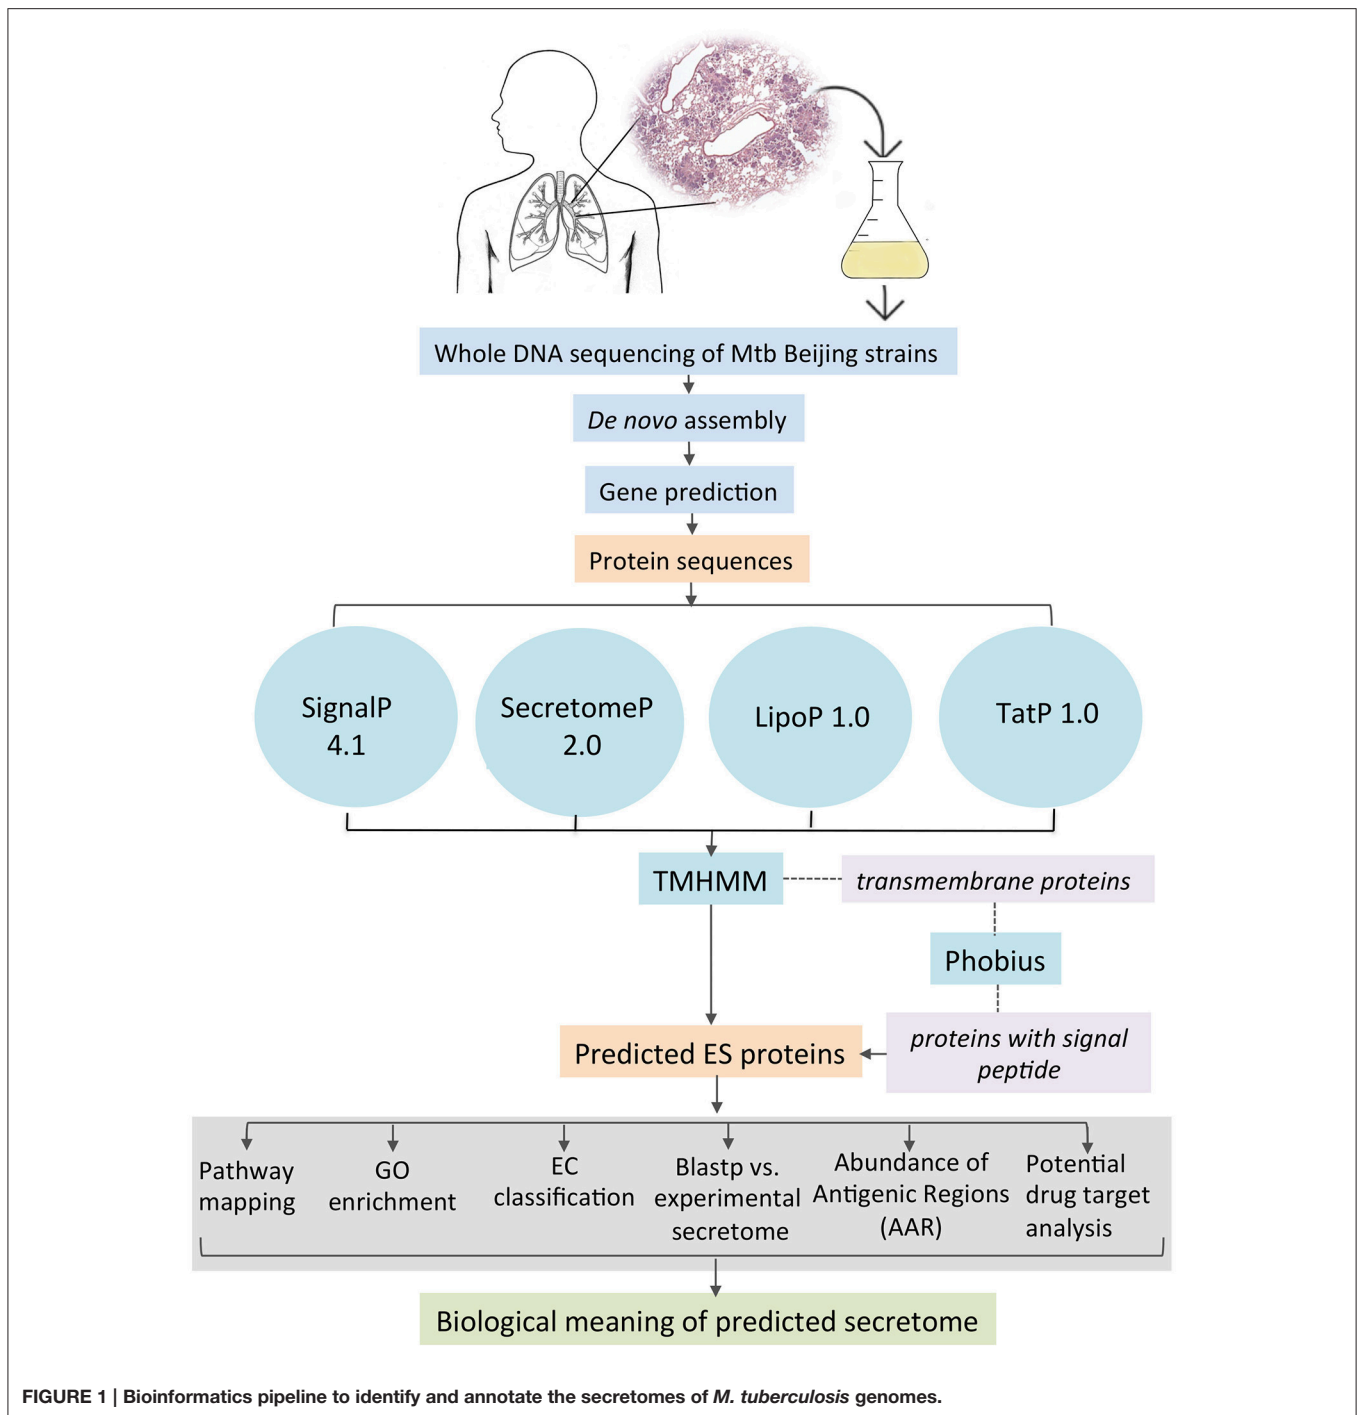 Whole DNA sequencing of Mtb Beijing strains
De novo assembly
Gene prediction
Protein sequences
SignalP
4.1
SecretomeP
2.0
LipoP 1.0
TatP 1.0
TMHMM
transmembrane proteins
Phobius
proteins with signal
peptide
Predicted ES proteins
Pathway
mapping
GO
enrichment
EC
classification
Blastp vs.
experimental
secretome
Abundance of
Antigenic Regions
(AAR)
Potential
drug target
analysis
Biological meaning of predicted secretome
FIGURE 1 | Bioinformatics pipeline to identify and annotate the secretomes of M. tuberculosis genomes.